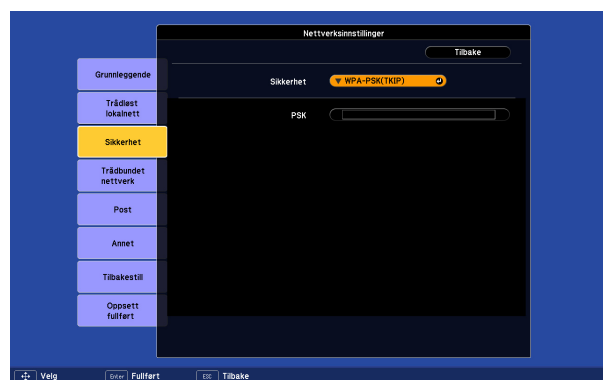 Nettverksinnstillinger
Tilbake
Grunnleggende
Sikkerhet
▼ WPA-PSK(TKIP)
Trådløst
lokalnett
PSK
Sikkerhet
Trådbundet
nettverk
Post
Annet
Tilbakestill
Oppsett
fullført
Velg Enter Fullført ESC Tilbake